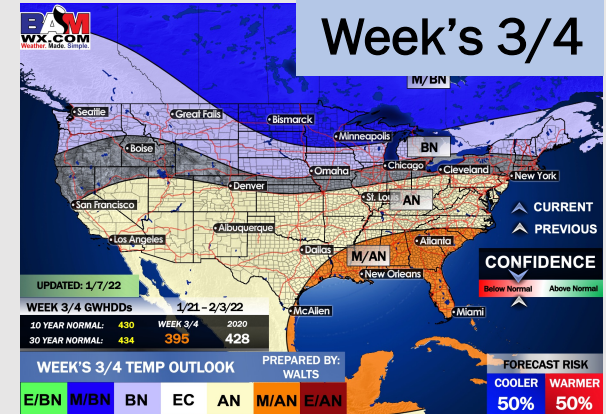 BAM
WX.COM
Weather. Made. Simple.
Week's 3/4
M/BN
Seattle
Great Falls
Bismarck
Minneapolis
Boise
BN
Omaha
Chicago
Cleveland
New York
Denver
San Francisco
St. Louis
AN
CURRENT
PREVIOUS
Los Angeles
Albuquerque
Dallas
M/AN
Atlanta
New Orleans
CONFIDENCE
Below Normal
Above Normal
UPDATED: 1/7/22
WEEK 3/4 GWHDDs
1/21-2/3/22
McAllen
Miami
10 YEAR NORMAL: 430
30 YEAR NORMAL: 434
WEEK 3/4
395
2020
428
WEEK'S 3/4 TEMP OUTLOOK
PREPARED BY:
WALTS
FORECAST RISK
COOLER
50%
WARMER
50%
E/BN M/BN BN EC AN M/AN E/AN